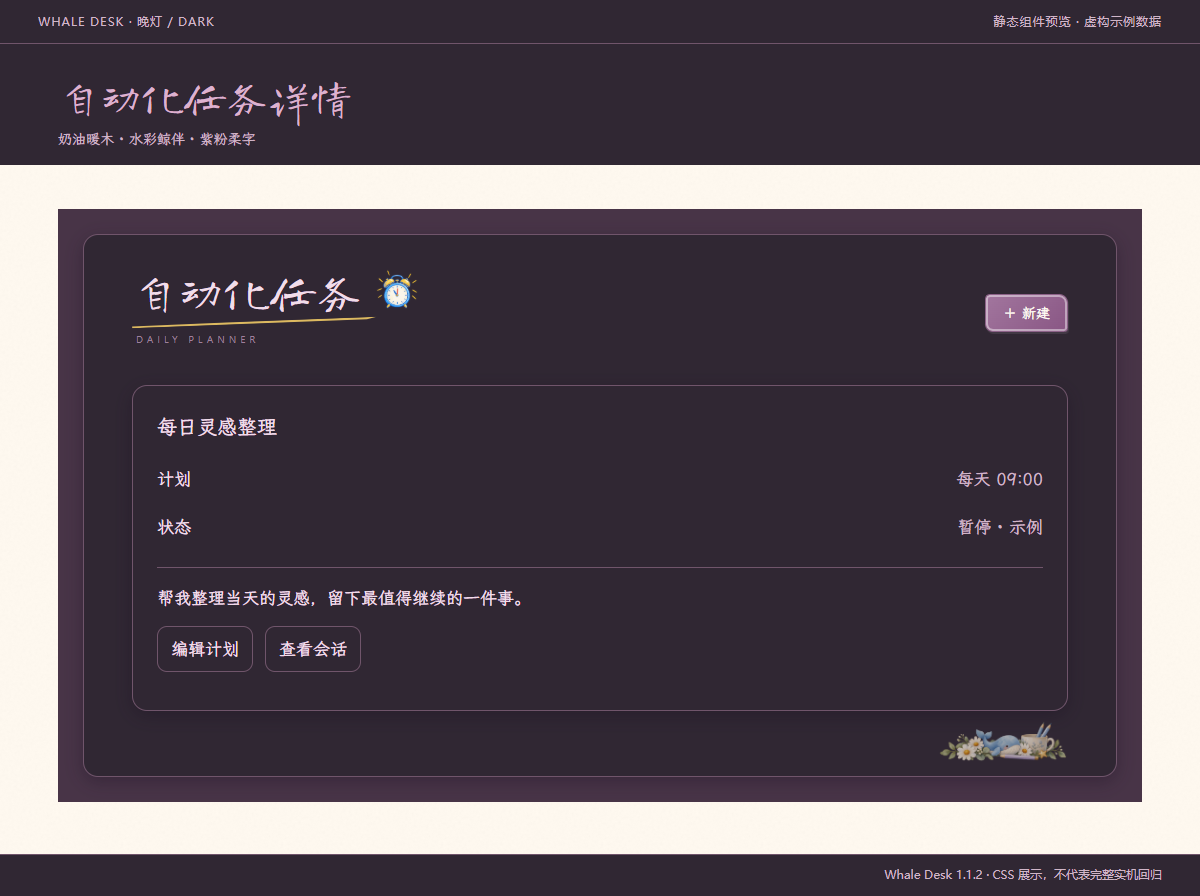 WHALE DESK · 晚灯 / DARK
静态组件预览 · 虚构示例数据
自动化任务详情
奶油暖木 · 水彩鲸伴 · 紫粉柔字
自动化任务
DAILY PLANNER
+ 新建
每日灵感整理
计划 每天 09:00
状态 暂停 · 示例
帮我整理当天的灵感，留下最值得继续的一件事。
编辑计划 查看会话
Whale Desk 1.1.2 · CSS 展示，不代表完整实机回归